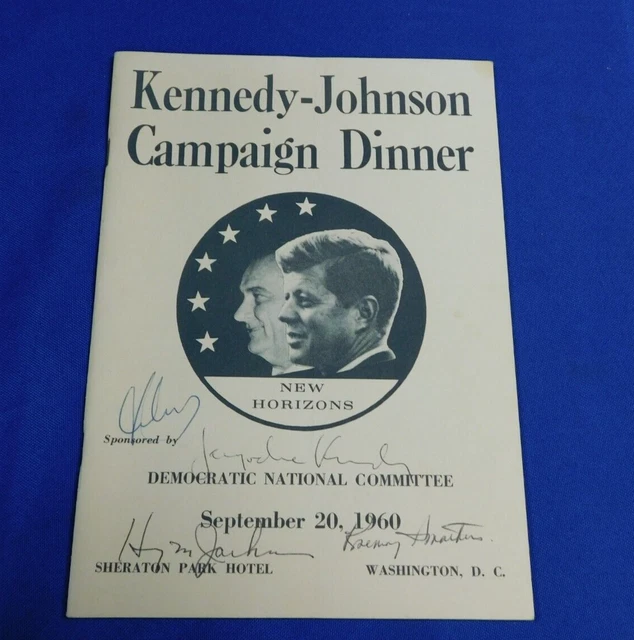 Kennedy-Johnson
Campaign Dinner
NEW
HORIZONS
Sponsored by
DEMOCRATIC NATIONAL COMMITTEE
September 20, 1960
SHERATON PARK HOTEL WASHINGTON, D. C.